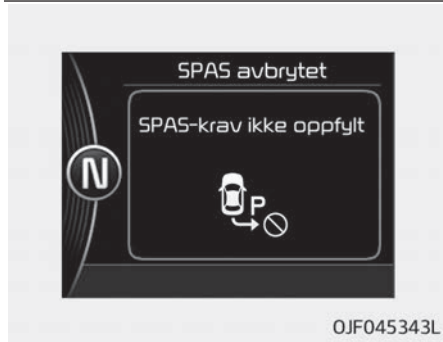 SPAS avbrytet
SPAS-krav ikke oppfylt
N
P
OJF045343L